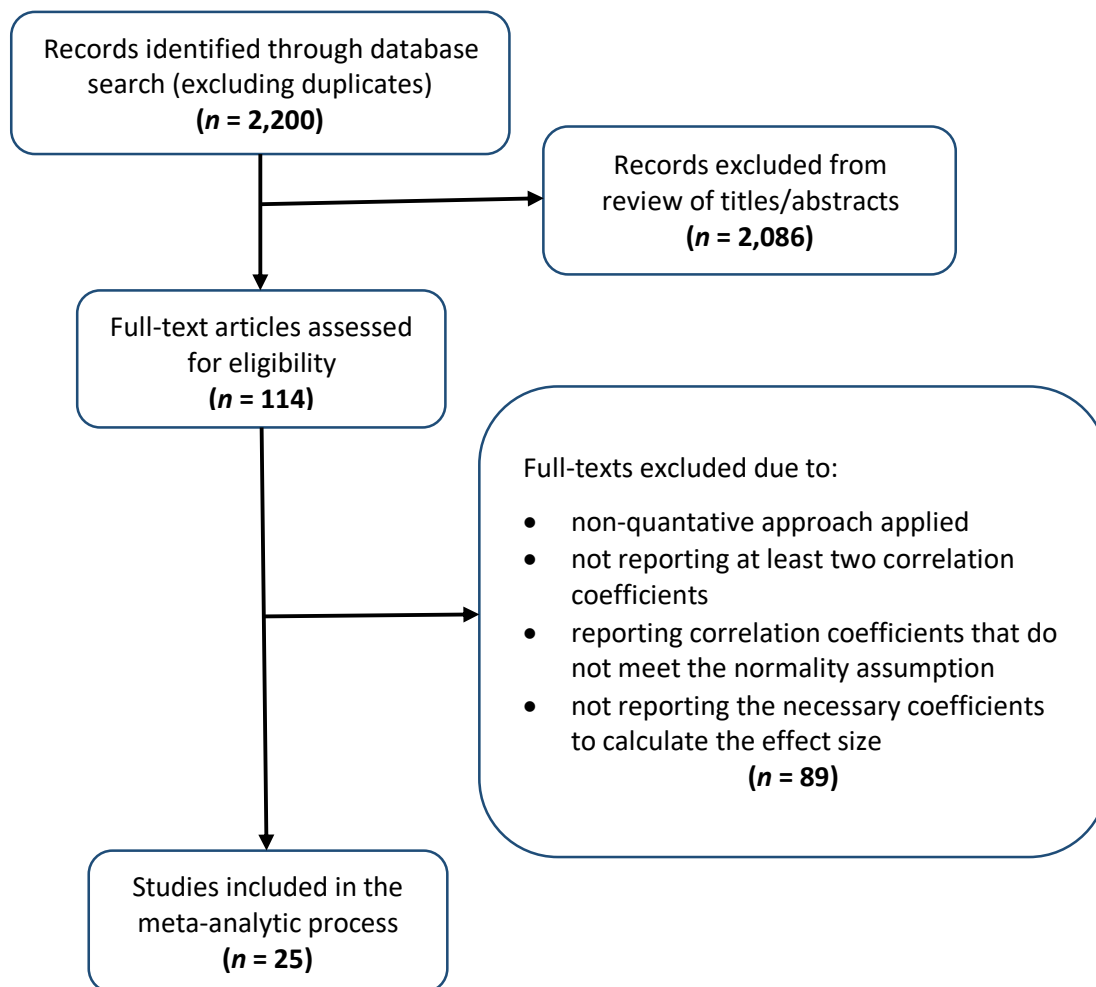 Records identified through database
search (excluding duplicates)
(n = 2,200)
Records excluded from
review of titles/abstracts
(n = 2,086)
Full-text articles assessed
for eligibility
(n = 114)
Full-texts excluded due to:
• non-quantative approach applied
• not reporting at least two correlation
coefficients
• reporting correlation coefficients that do
not meet the normality assumption
• not reporting the necessary coefficients
to calculate the effect size
(n = 89)
Studies included in the
meta-analytic process
(n = 25)